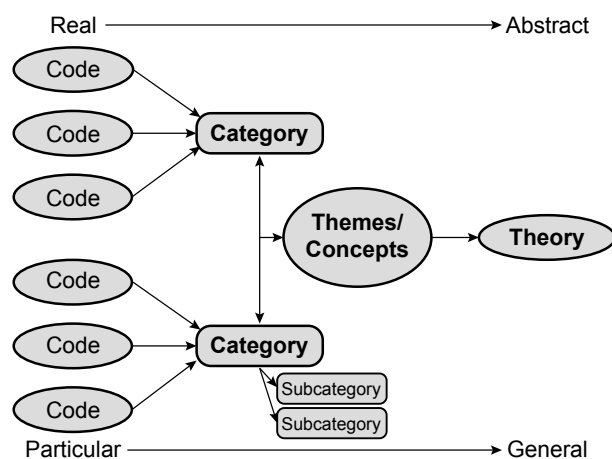 Real
Abstract
Code
Code
Category
Code
Themes/
Concepts
Theory
Code
Code
Category
Code
Subcategory
Subcategory
Particular
General